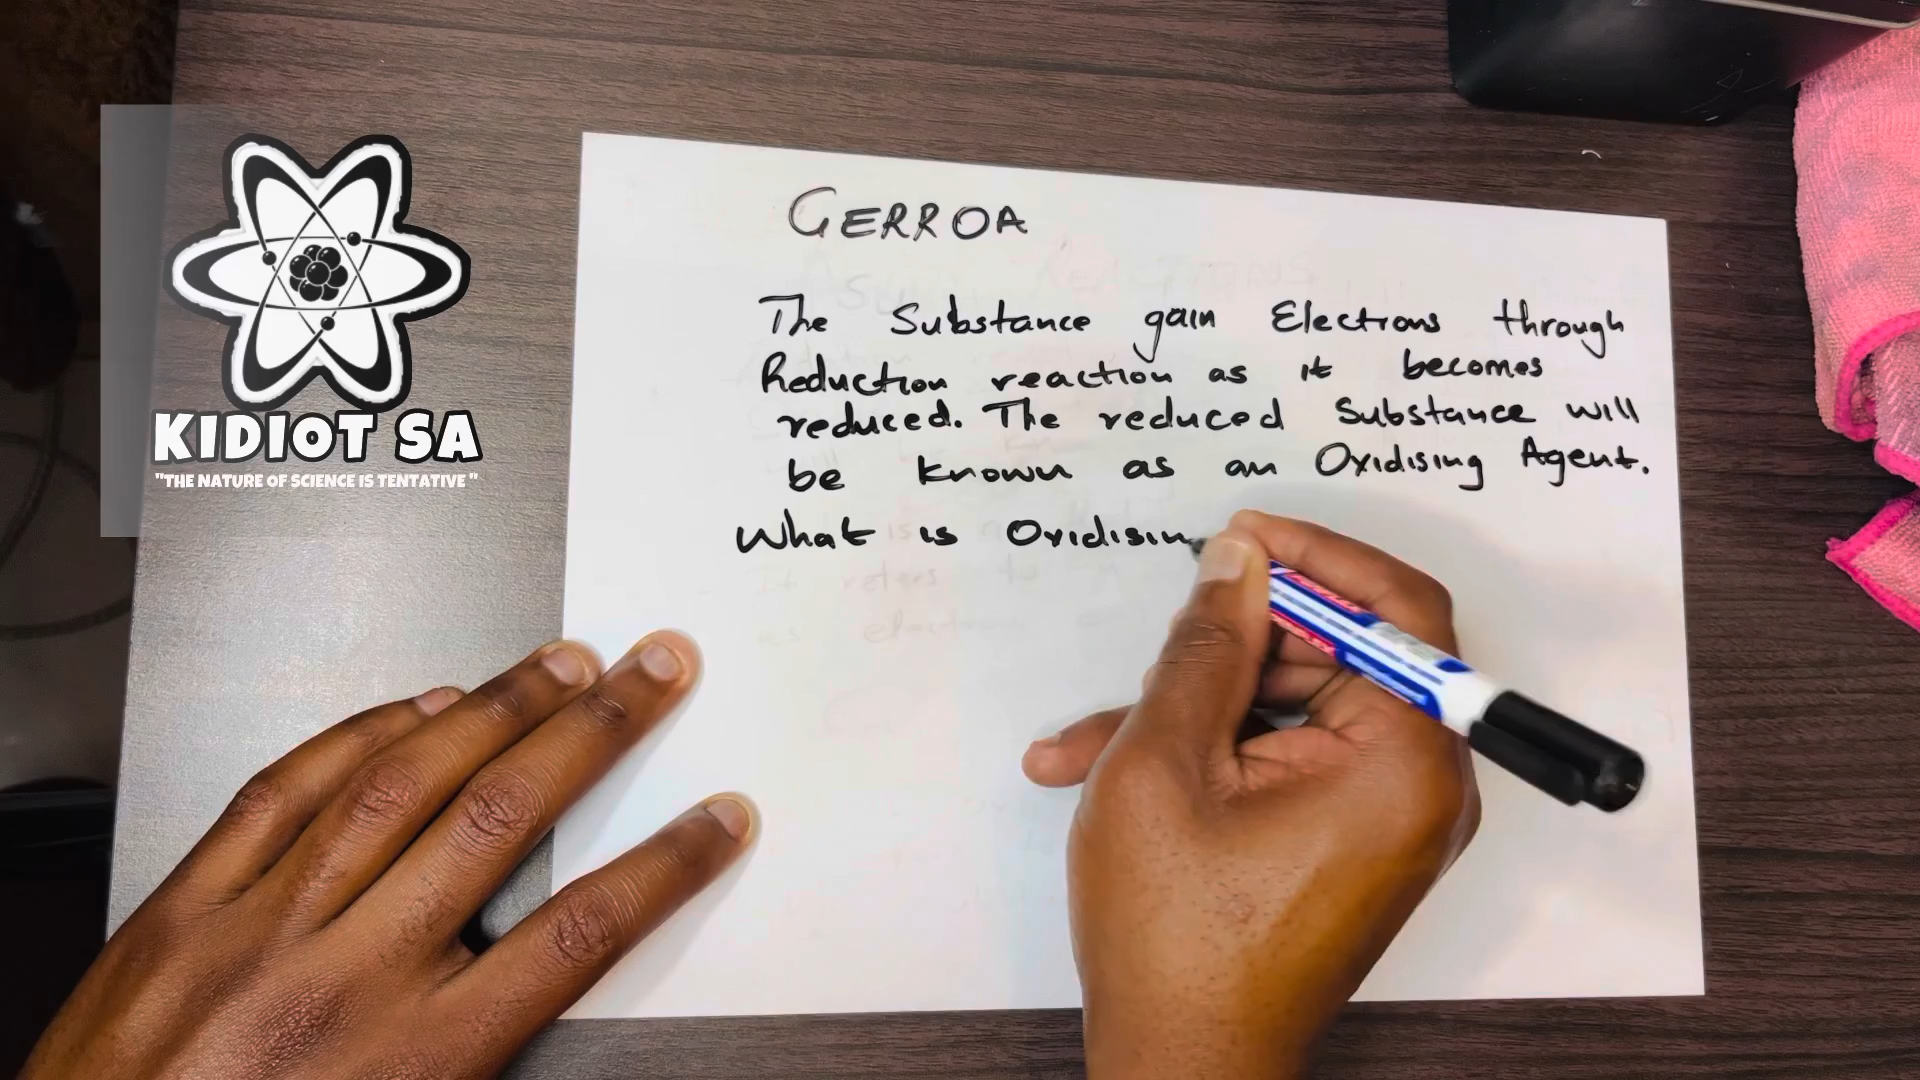 KIDIOT SA
"THE NATURE OF SCIENCE IS TENTATIVE "
GERROA
The Substance gain Electrons through
Reduction reaction as it becomes
reduced. The reduced Substance will
be known as an Oxidising Agent.
What is Oxidising